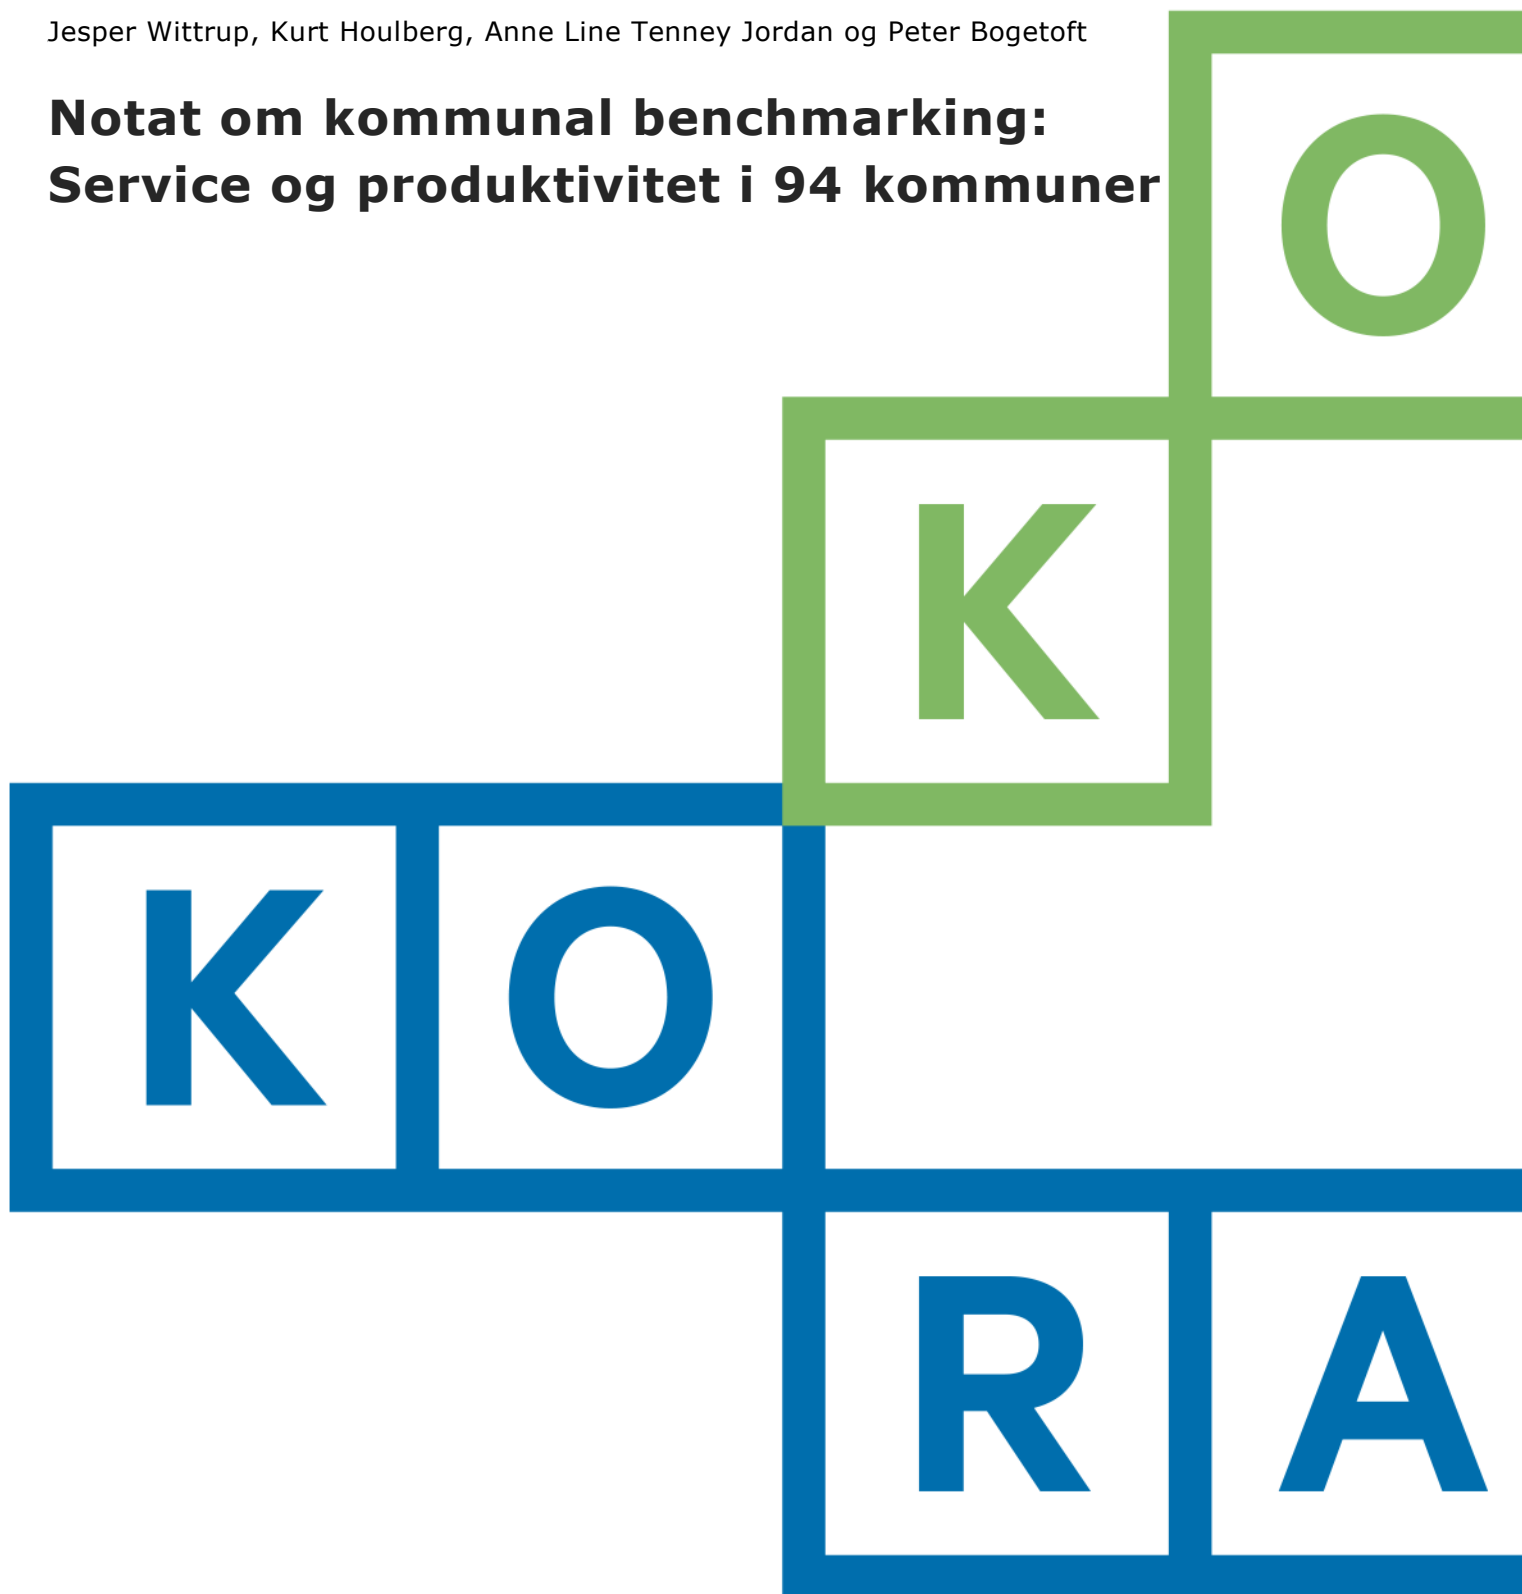 Jesper Wittrup, Kurt Houlberg, Anne Line Tenney Jordan og Peter Bogetoft
Notat om kommunal benchmarking:
Service og produktivitet i 94 kommuner
O
K
K O
R A